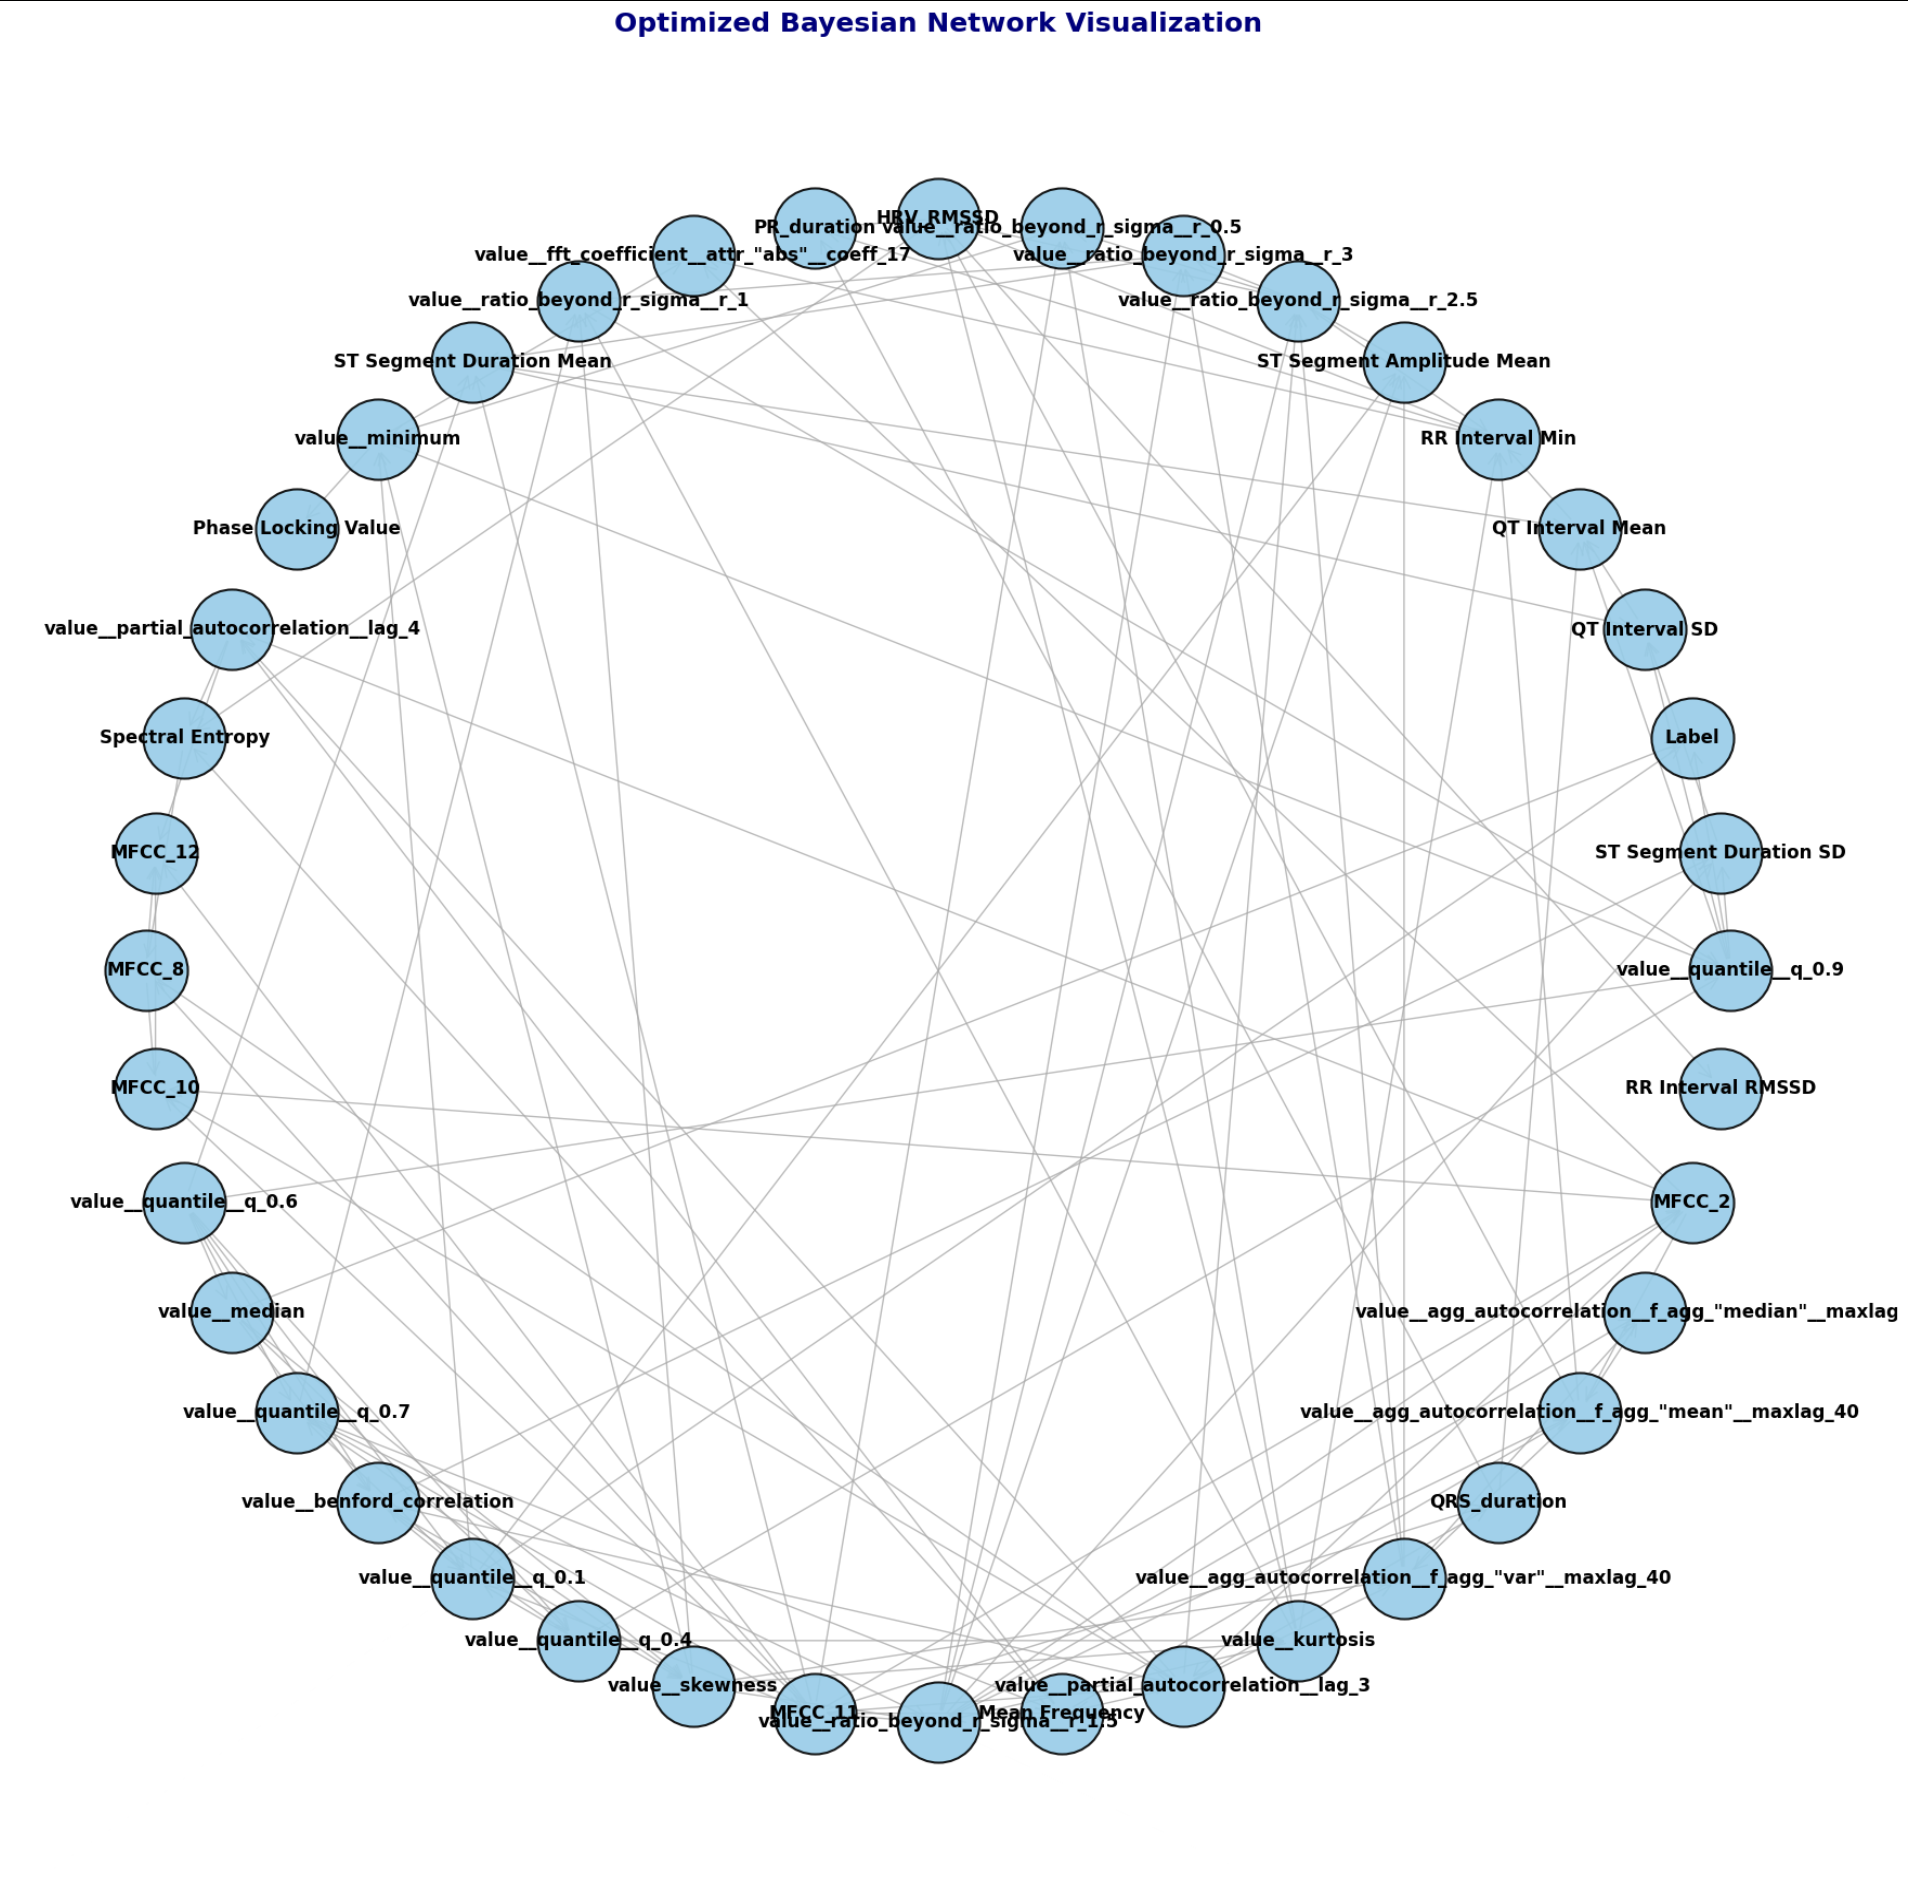 Optimized Bayesian Network Visualization
HRV_RMSSD
PR_duration
value__ratio_beyond_r_sigma__r_0.5
value__fft_coefficient__attr_"abs"__coeff_17
value__ratio_beyond_r_sigma__r_3
value__ratio_beyond_r_sigma__r_1
value__ratio_beyond_r_sigma__r_2.5
ST Segment Duration Mean
ST Segment Amplitude Mean
value__minimum
RR Interval Min
Phase Locking Value
QT Interval Mean
value__partial_autocorrelation__lag_4
QT Interval SD
Spectral Entropy
Label
MFCC_12
ST Segment Duration SD
MFCC_8
value__quantile__q_0.9
MFCC_10
RR Interval RMSSD
value__quantile__q_0.6
MFCC_2
value__median
value__agg_autocorrelation__f_agg_"median"__maxlag
value__quantile__q_0.7
value__agg_autocorrelation__f_agg_"mean"__maxlag_40
value__benford_correlation
QRS_duration
value__quantile__q_0.1
value__agg_autocorrelation__f_agg_"var"__maxlag_40
value__quantile__q_0.4
value__kurtosis
value__skewness
value__partial_autocorrelation__lag_3
MFCC_11
Mean Frequency
value__ratio_beyond_r_sigma__r_1.5